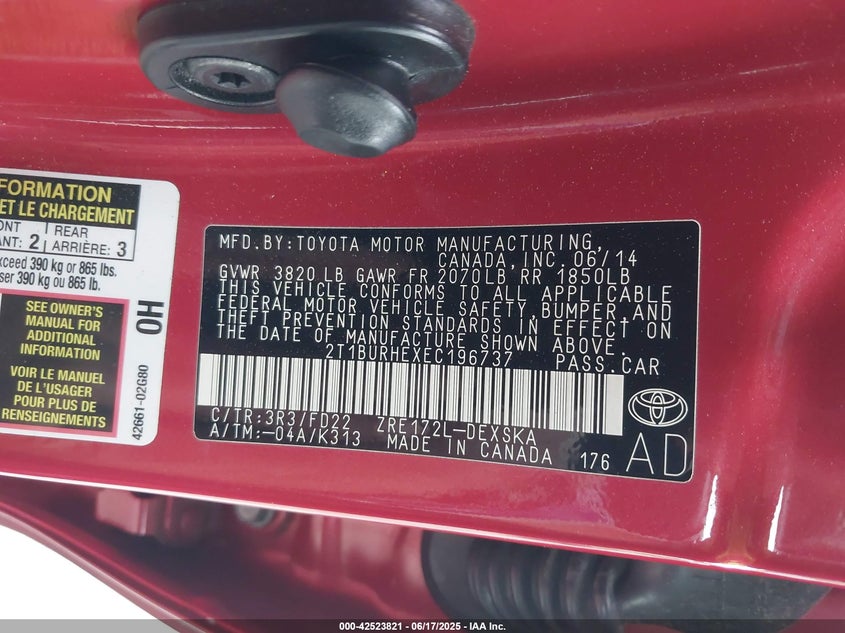 FORMATION
ET LE CHARGEMENT
ONT
ANT: 2
REAR
ARRIÈRE: 3
xceed 390 kg or 865 lbs.
sser 390 kg ou 865 lb.
SEE OWNER'S
MANUAL FOR
ADDITIONAL
INFORMATION
VOIR LE MANUEL
DE L'USAGER
POUR PLUS DE
RENSEIGNEMENTS
0H
42661-02G80
MFD.BY:TOYOTA MOTOR MANUFACTURING,
CANADA,INC.06/14
GVWR 3820 LB GAWR FR 2070LB RR 1850LB
THIS VEHICLE CONFORMS TO ALL APPLICABLE
FEDERAL MOTOR VEHICLE SAFETY,BUMPER,AND
THEFT PREVENTION STANDARDS IN EFFECT ON
THE DATE OF MANUFACTURE SHOWN ABOVE.
2T1BURHEXEC196737 PASS.CAR
C/TR:3R3/FD22 ZRE172L-DEXSKA
A/TM:-04A/K313 MADE IN CANADA 176
AD
000-42523821 - 06/17/2025 - IAA Inc.